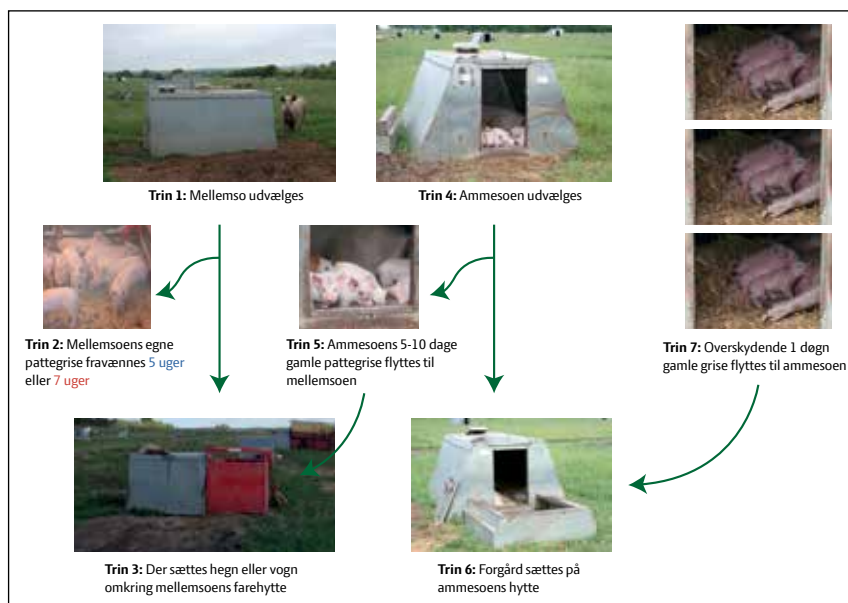 Trin 1: Mellemso udvælges
Trin 4: Ammesoen udvælges
Trin 2: Mellemsoens egne
pattegrise fravænnes 5 uger
eller 7 uger
Trin 5: Ammesoens 5-10 dage
gamle pattegrise flyttes til
mellemsoen
Trin 7: Overskydende 1 døgn
gamle grise flyttes til ammesoen
Trin 3: Der sættes hegn eller vogn
omkring mellemsoens farehytte
Trin 6: Forgård sættes på
ammesoens hytte